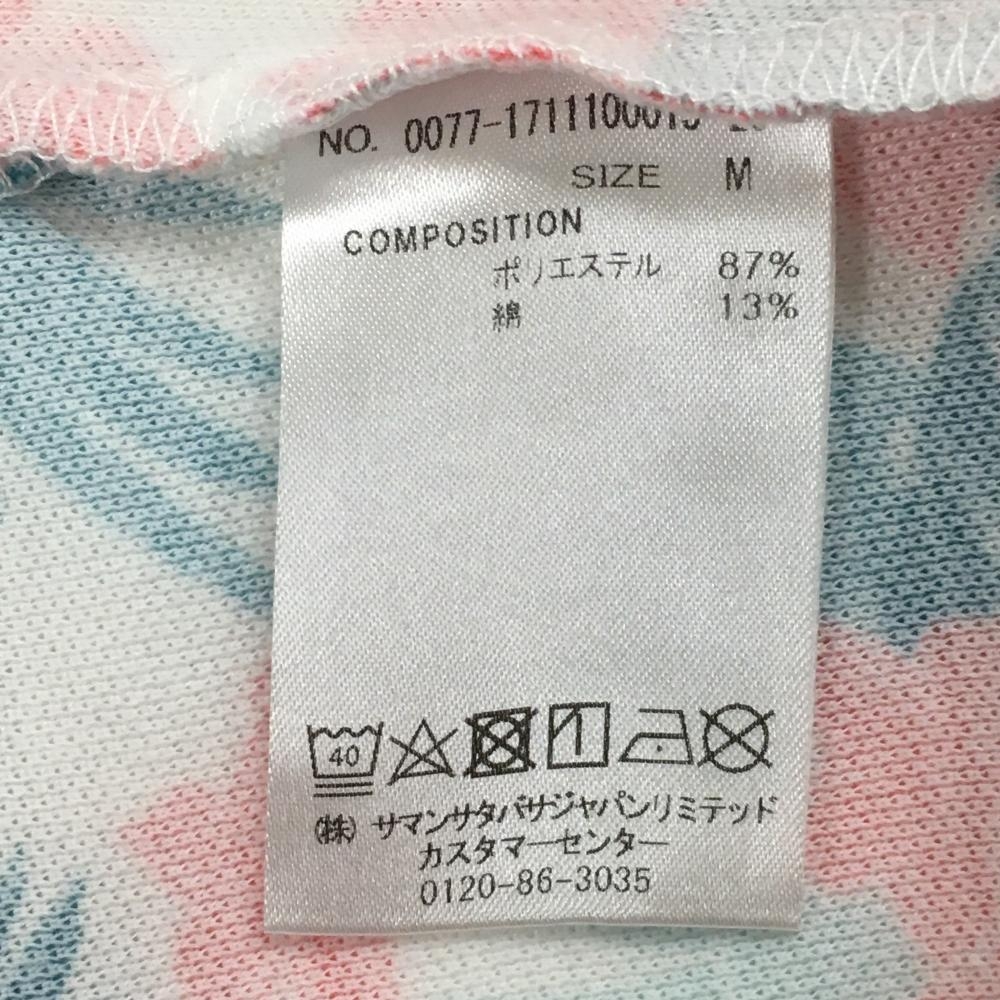 NO. 0077-1711100015
SIZE M
COMPOSITION
ポリエステル 87%
綿 13%
40
(株) サマンサタバサジャパンリミテッド
カスタマーセンター
0120-86-3035